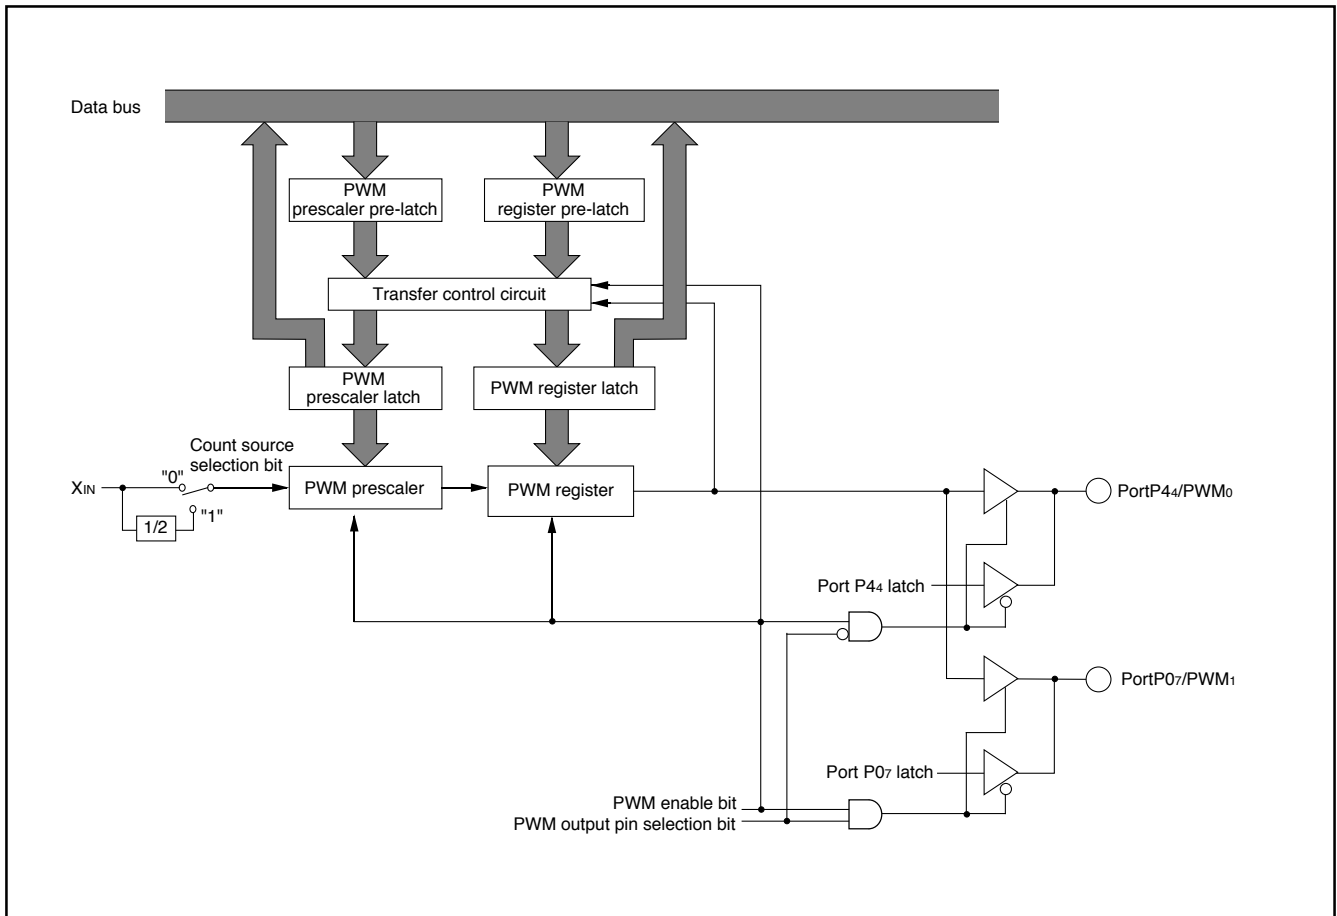 Data bus
PWM
prescaler pre-latch
PWM
register pre-latch
Transfer control circuit
PWM
prescaler latch
PWM register latch
Count source
selection bit
XIN
"0"
"1"
1/2
PWM prescaler
PWM register
PortP44/PWM0
Port P44 latch
PortP07/PWM1
Port P07 latch
PWM enable bit
PWM output pin selection bit